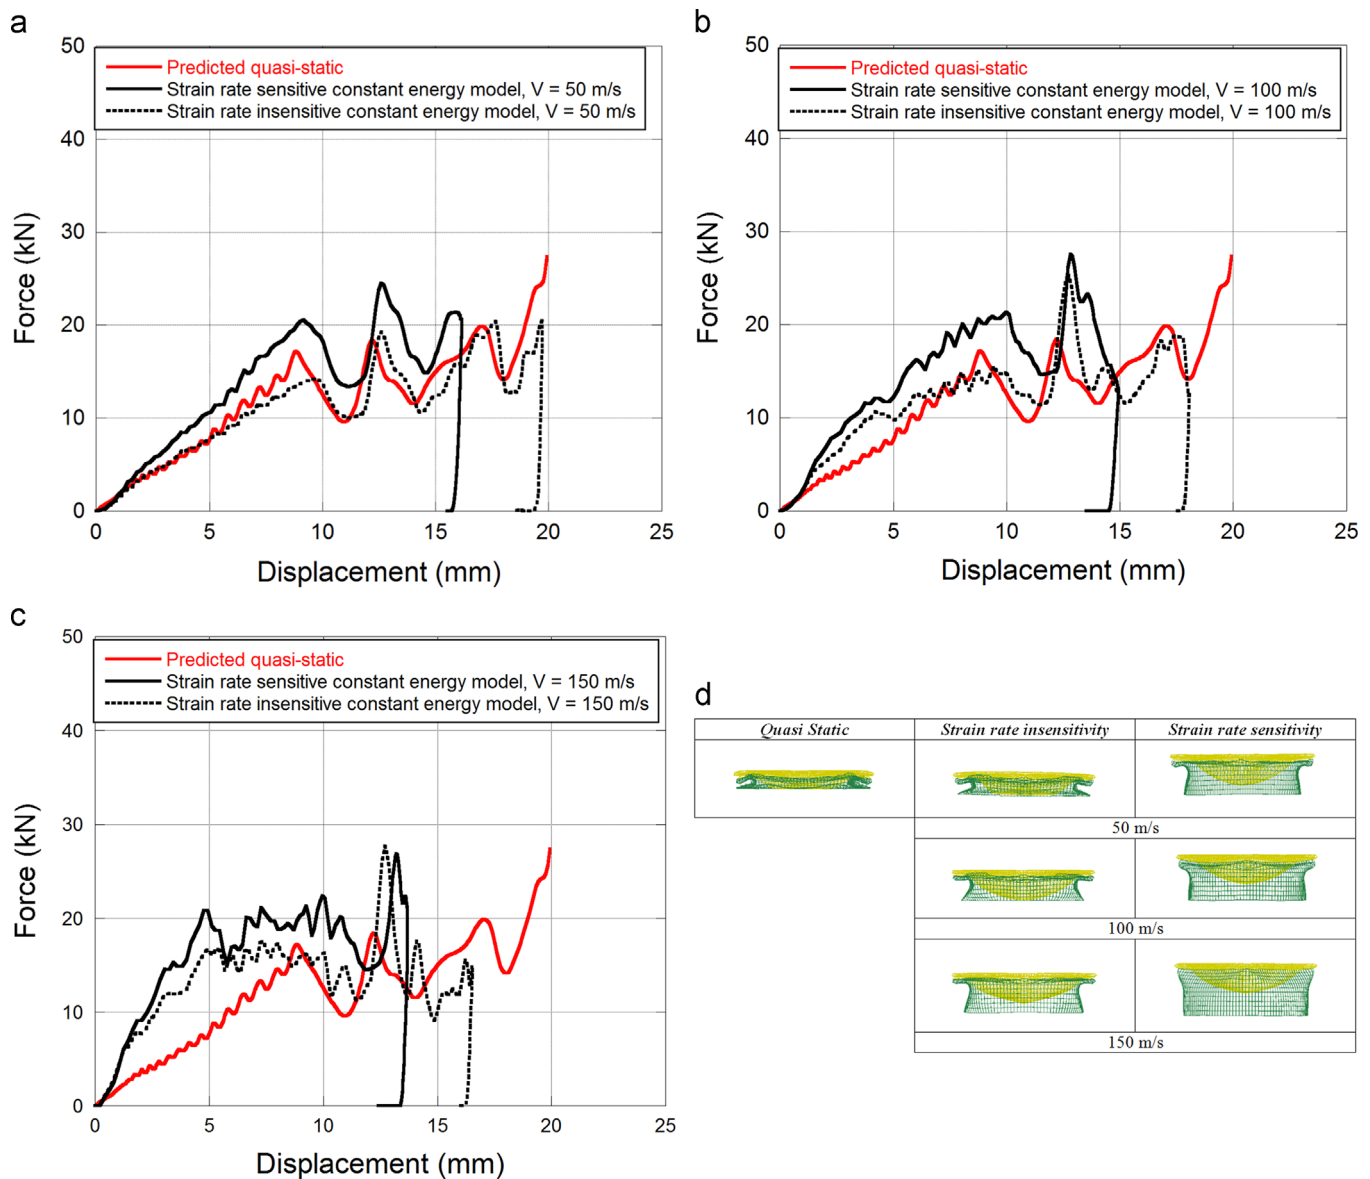 a
50
40
30
20
10
0
Force (kN)
Predicted quasi-static
Strain rate sensitive constant energy model, V = 50 m/s
Strain rate insensitive constant energy model, V = 50 m/s
0 5 10 15 20 25
Displacement (mm)
b
50
40
30
20
10
0
Force (kN)
Predicted quasi-static
Strain rate sensitive constant energy model, V = 100 m/s
Strain rate insensitive constant energy model, V = 100 m/s
0 5 10 15 20 25
Displacement (mm)
c
50
40
30
20
10
0
Force (kN)
Predicted quasi-static
Strain rate sensitive constant energy model, V = 150 m/s
Strain rate insensitive constant energy model, V = 150 m/s
0 5 10 15 20 25
Displacement (mm)
d
Quasi Static Strain rate insensitivity Strain rate sensitivity
50 m/s
100 m/s
150 m/s